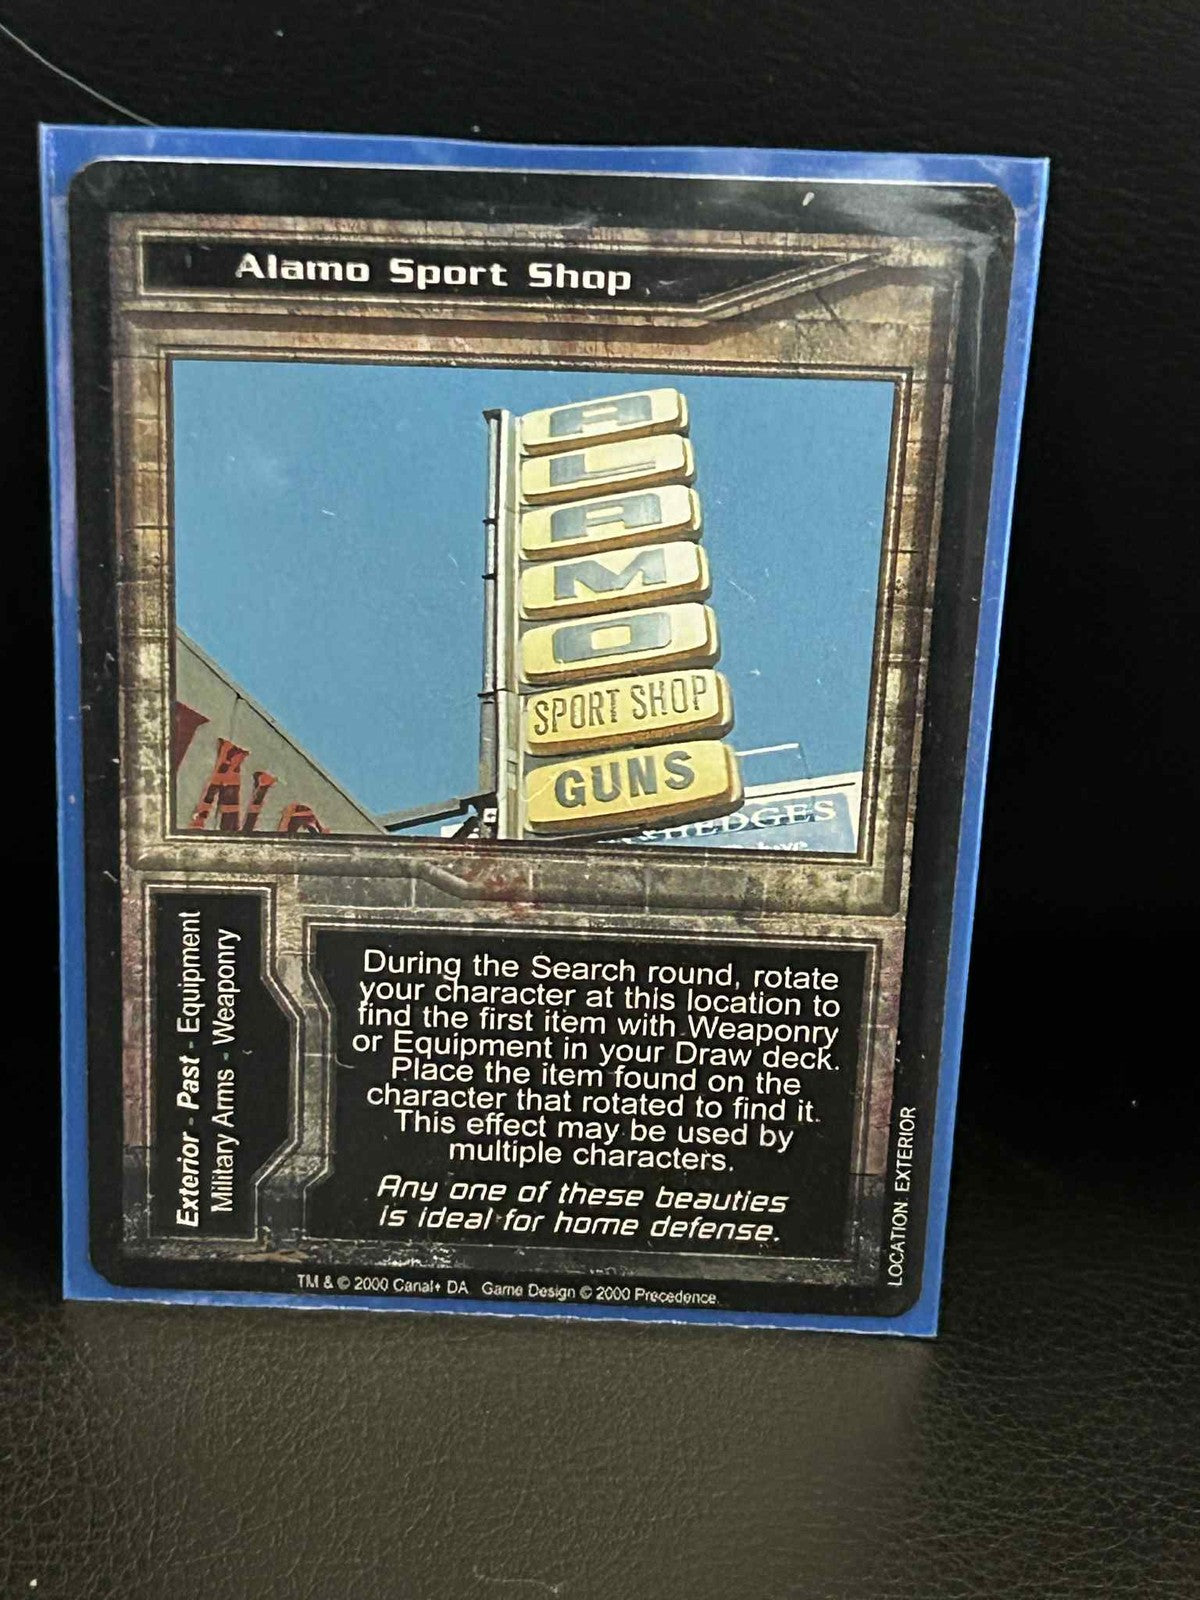 Alamo Sport Shop
A
L
A
M
O
SPORT SHOP
GUNS
HEDGES
Exterior - Past - Equipment
Military Arms - Weaponry
During the Search round, rotate
your character at this location to
find the first item with Weaponry
or Equipment in your Draw deck.
Place the item found on the
character that rotated to find it.
This effect may be used by
multiple characters.
Any one of these beauties
is ideal for home defense.
LOCATION EXTERIOR
TM & © 2000 Canal+ DA Game Design © 2000 Precedence.